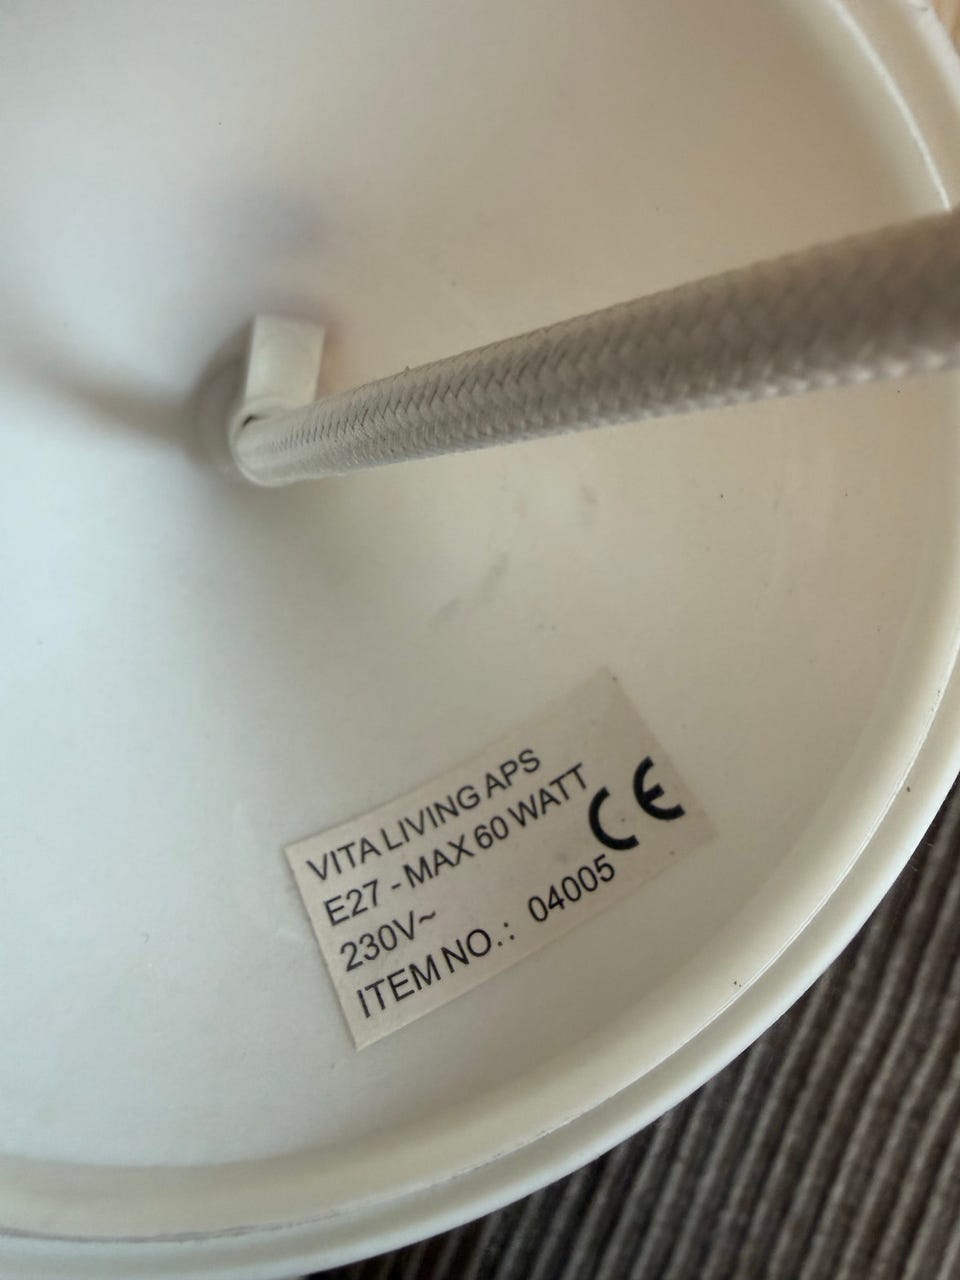 VITA LIVING APS
E27 - MAX 60 WATT
230V~
CE
ITEM NO.: 04005